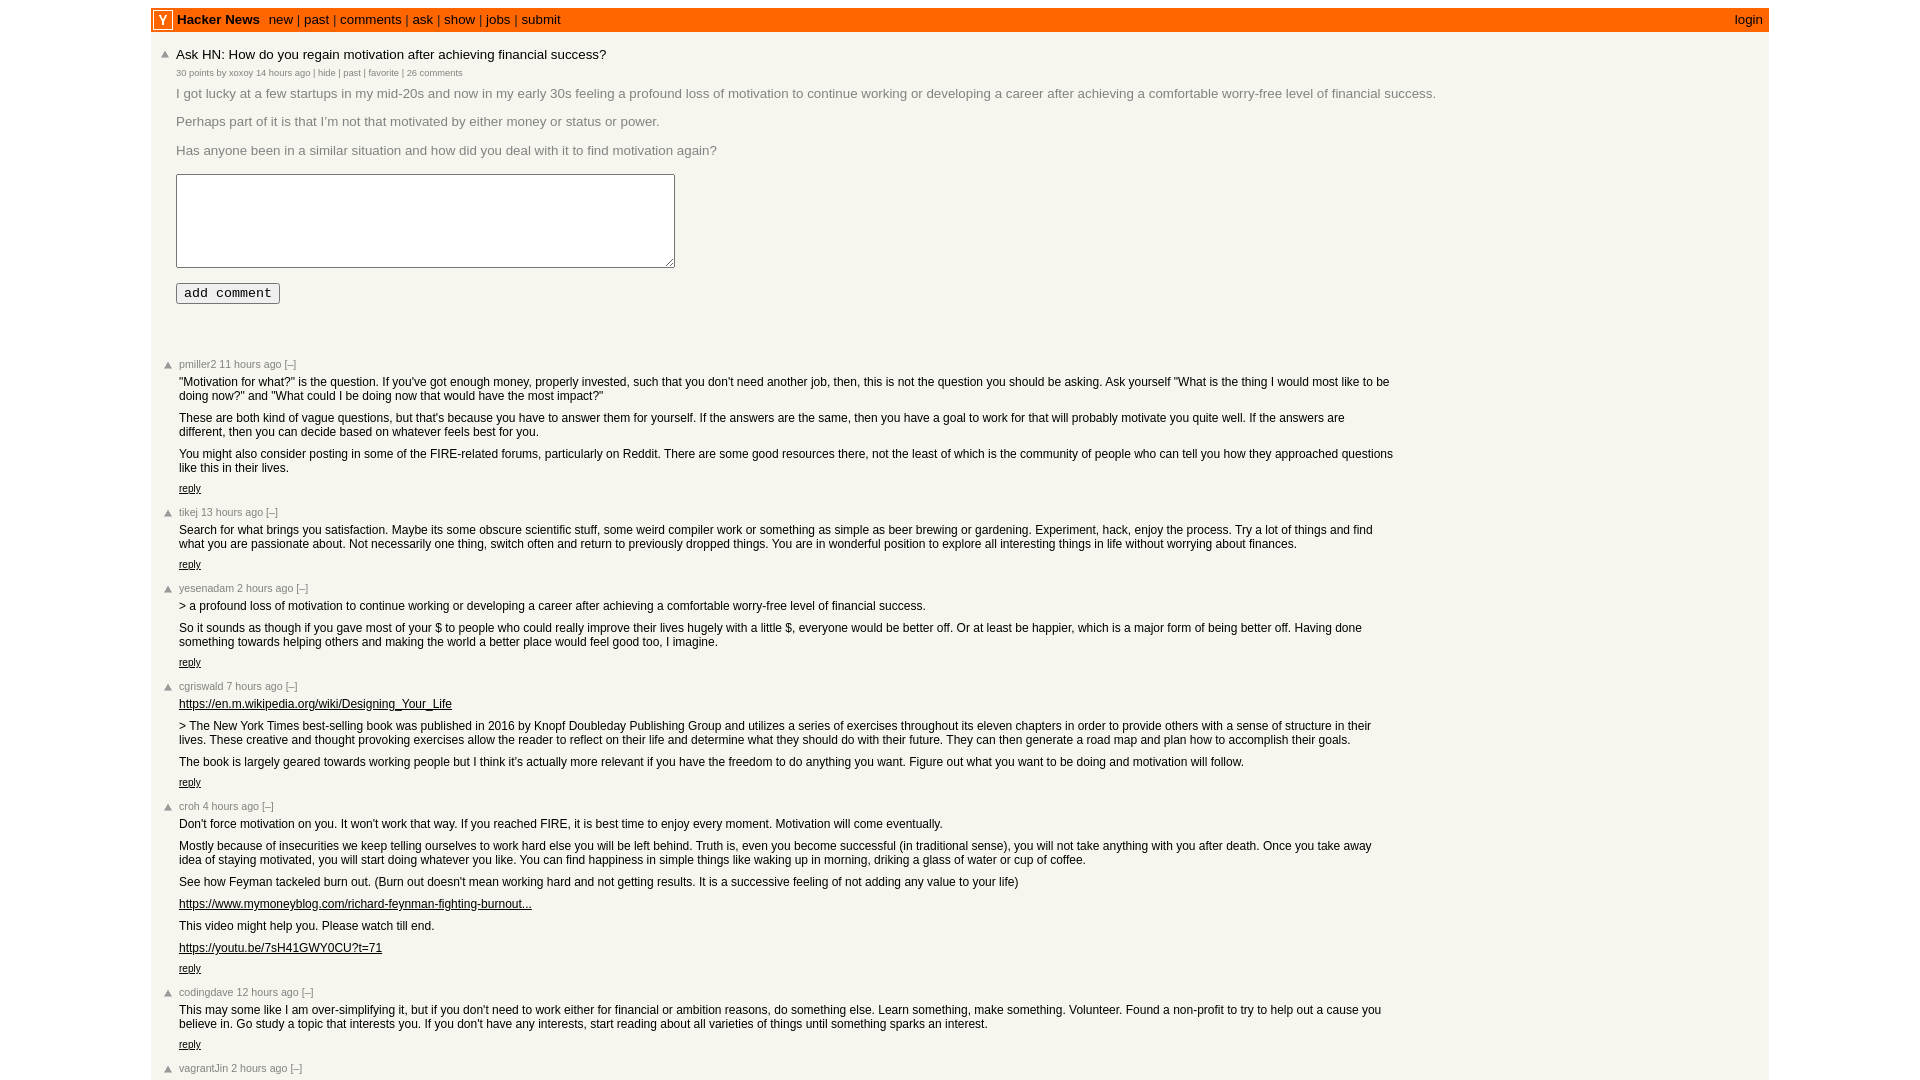 Y Hacker News new | past | comments | ask | show | jobs | submit login
Ask HN: How do you regain motivation after achieving financial success?
30 points by xoxoy 14 hours ago | hide | past | favorite | 26 comments
I got lucky at a few startups in my mid-20s and now in my early 30s feeling a profound loss of motivation to continue working or developing a career after achieving a comfortable worry-free level of financial success.
Perhaps part of it is that I'm not that motivated by either money or status or power.
Has anyone been in a similar situation and how did you deal with it to find motivation again?
add comment
pmiller2 11 hours ago [–]
"Motivation for what?" is the question. If you've got enough money, properly invested, such that you don't need another job, then, this is not the question you should be asking. Ask yourself "What is the thing I would most like to be
doing now?" and "What could I be doing now that would have the most impact?"
These are both kind of vague questions, but that's because you have to answer them for yourself. If the answers are the same, then you have a goal to work for that will probably motivate you quite well. If the answers are
different, then you can decide based on whatever feels best for you.
You might also consider posting in some of the FIRE-related forums, particularly on Reddit. There are some good resources there, not the least of which is the community of people who can tell you how they approached questions
like this in their lives.
reply
tikej 13 hours ago [–]
Search for what brings you satisfaction. Maybe its some obscure scientific stuff, some weird compiler work or something as simple as beer brewing or gardening. Experiment, hack, enjoy the process. Try a lot of things and find
what you are passionate about. Not necessarily one thing, switch often and return to previously dropped things. You are in wonderful position to explore all interesting things in life without worrying about finances.
reply
yesenadam 2 hours ago [–]
> a profound loss of motivation to continue working or developing a career after achieving a comfortable worry-free level of financial success.
So it sounds as though if you gave most of your $ to people who could really improve their lives hugely with a little $, everyone would be better off. Or at least be happier, which is a major form of being better off. Having done
something towards helping others and making the world a better place would feel good too, I imagine.
reply
cgriswald 7 hours ago [–]
https://en.m.wikipedia.org/wiki/Designing_Your_Life
> The New York Times best-selling book was published in 2016 by Knopf Doubleday Publishing Group and utilizes a series of exercises throughout its eleven chapters in order to provide others with a sense of structure in their
lives. These creative and thought provoking exercises allow the reader to reflect on their life and determine what they should do with their future. They can then generate a road map and plan how to accomplish their goals.
The book is largely geared towards working people but I think it's actually more relevant if you have the freedom to do anything you want. Figure out what you want to be doing and motivation will follow.
reply
croh 4 hours ago [–]
Don't force motivation on you. It won't work that way. If you reached FIRE, it is best time to enjoy every moment. Motivation will come eventually.
Mostly because of insecurities we keep telling ourselves to work hard else you will be left behind. Truth is, even you become successful (in traditional sense), you will not take anything with you after death. Once you take away
idea of staying motivated, you will start doing whatever you like. You can find happiness in simple things like waking up in morning, driking a glass of water or cup of coffee.
See how Feyman tackeled burn out. (Burn out doesn't mean working hard and not getting results. It is a successive feeling of not adding any value to your life)
https://www.mymoneyblog.com/richard-feynman-fighting-burnout...
This video might help you. Please watch till end.
https://youtu.be/7sH41GWY0CU?t=71
reply
codingdave 12 hours ago [–]
This may some like I am over-simplifying it, but if you don't need to work either for financial or ambition reasons, do something else. Learn something, make something. Volunteer. Found a non-profit to try to help out a cause you
believe in. Go study a topic that interests you. If you don't have any interests, start reading about all varieties of things until something sparks an interest.
reply
vagrantJin 2 hours ago [–]